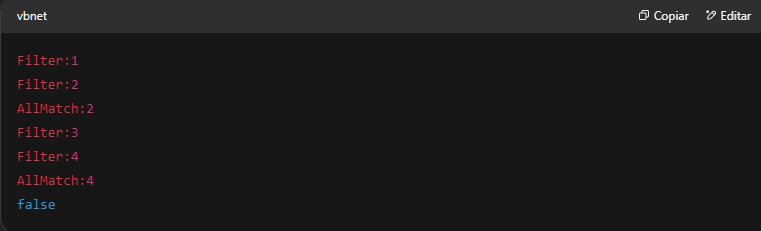 vbnet
Copiar
Editar
Filter:1
Filter:2
AllMatch:2
Filter:3
Filter:4
AllMatch:4
false